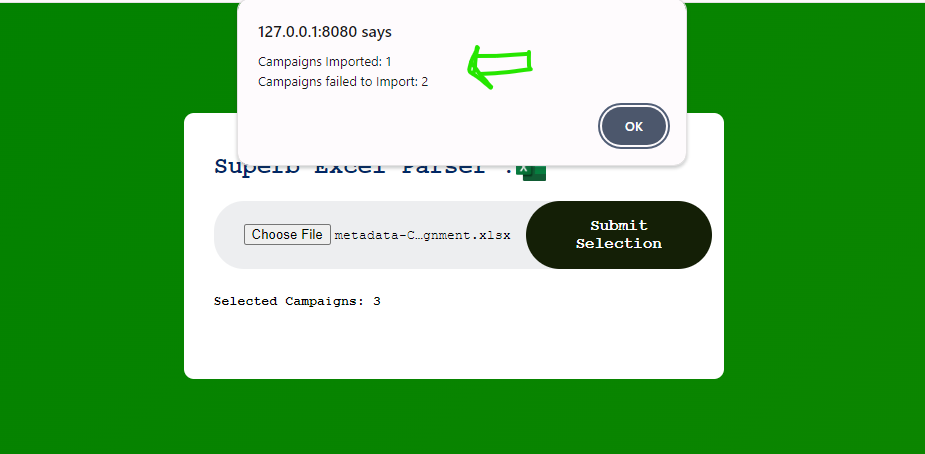 127.0.0.1:8080 says
Campaigns Imported: 1
Campaigns failed to Import: 2
OK
Superb Excel Parser :
X
Choose File metadata-C…gnment.xlsx
Submit
Selection
Selected Campaigns: 3